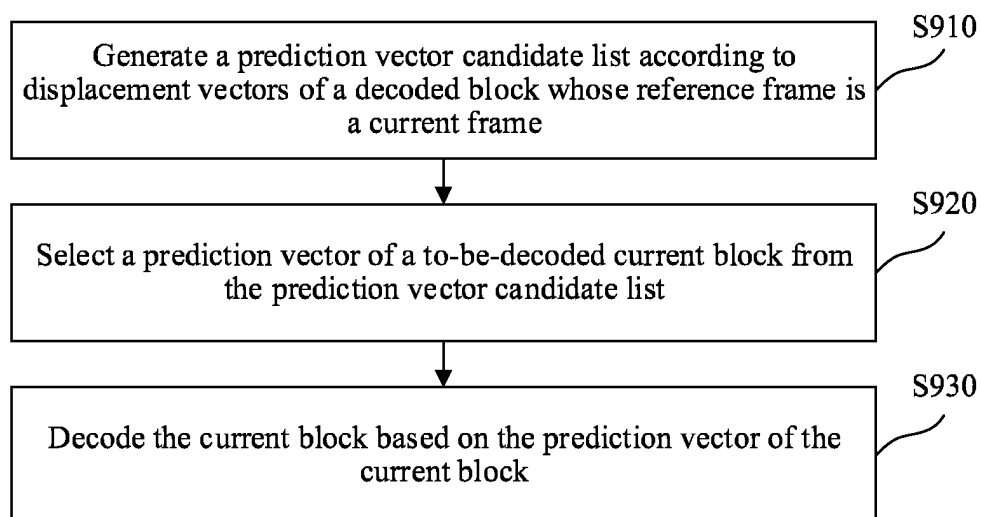 S910
Generate a prediction vector candidate list according to
displacement vectors of a decoded block whose reference frame is
a current frame
S920
Select a prediction vector of a to-be-decoded current block from
the prediction vector candidate list
S930
Decode the current block based on the prediction vector of the
current block